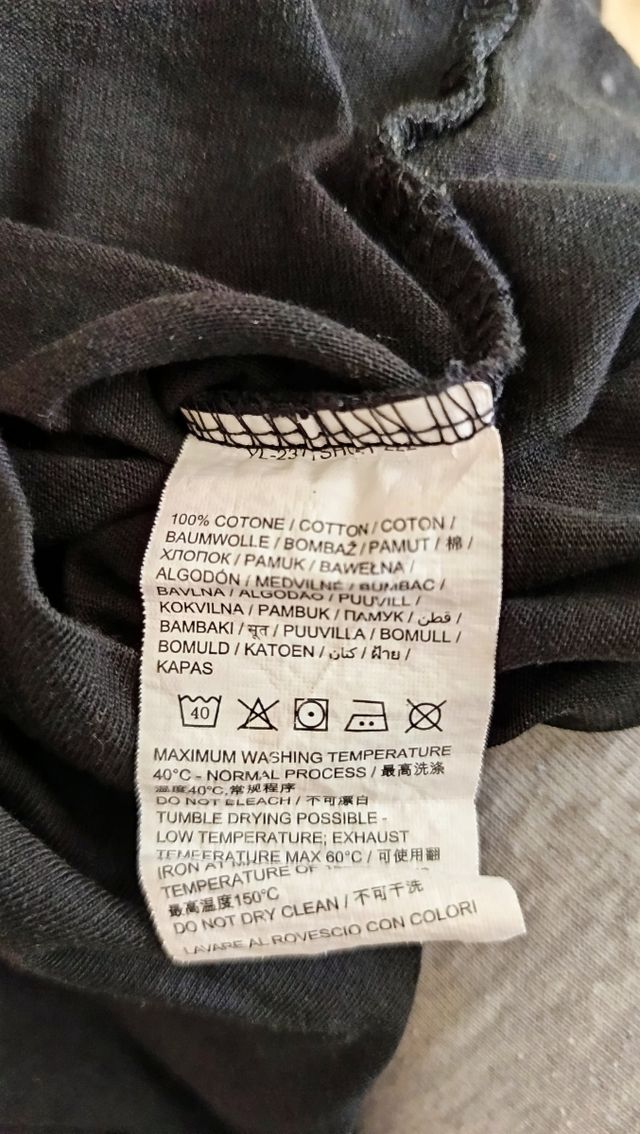 100% COTONE / COTTON / COTON /
BAUMWOLLE / BOMBAŽ / PAMUT / 棉 /
ХЛОПОК / PAMUK / BAWEŁNA /
ALGODÓN / MEDVILNĖ / BUMBAC /
BAVLNA / ALGODÃO / PUUVILL /
KOKVILNA / PAMBUK / ПАМУК / قطن /
BAMBAKI / सूत / PUUVILLA / BOMULL /
BOMULD / KATOEN / كتان / ฝ้าย /
KAPAS
40
MAXIMUM WASHING TEMPERATURE
40°C - NORMAL PROCESS / 最高洗涤
温度40°C,常规程序
DO NOT BLEACH / 不可漂白
TUMBLE DRYING POSSIBLE -
LOW TEMPERATURE; EXHAUST
TEMPERATURE MAX 60°C / 可使用翻
IRON AT
TEMPERATURE OF
最高温度150°C
DO NOT DRY CLEAN / 不可干洗
LAVARE AL ROVESCIO CON COLORI